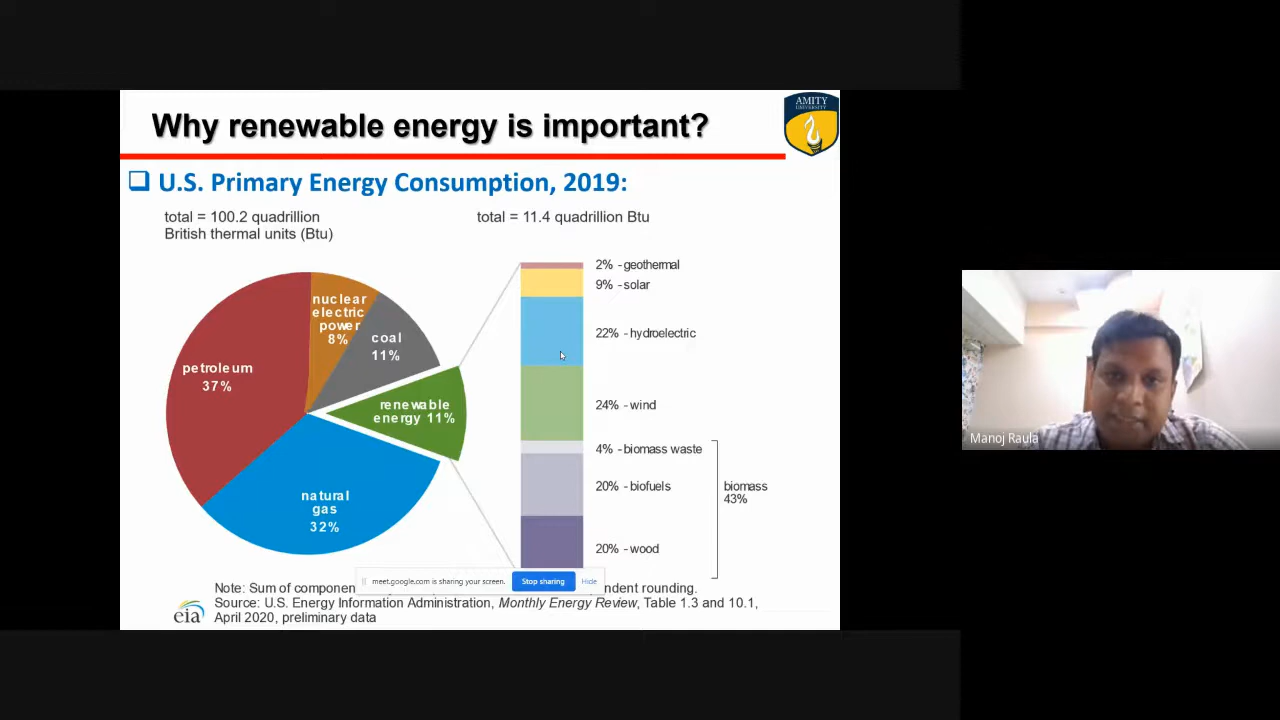 Why renewable energy is important?
AMITY
UNIVERSITY
U.S. Primary Energy Consumption, 2019:
total = 100.2 quadrillion
British thermal units (Btu)
total = 11.4 quadrillion Btu
nuclear
electric
power
8%
coal
11%
petroleum
37%
renewable
energy 11%
natural
gas
32%
2% - geothermal
9% - solar
22% - hydroelectric
24% - wind
4% - biomass waste
20% - biofuels
20% - wood
biomass
43%
Manoj Raula
meet.google.com is sharing your screen.
Stop sharing
Hide
Note: Sum of componen
ndent rounding.
Source: U.S. Energy Information Administration, Monthly Energy Review, Table 1.3 and 10.1,
April 2020, preliminary data
eia